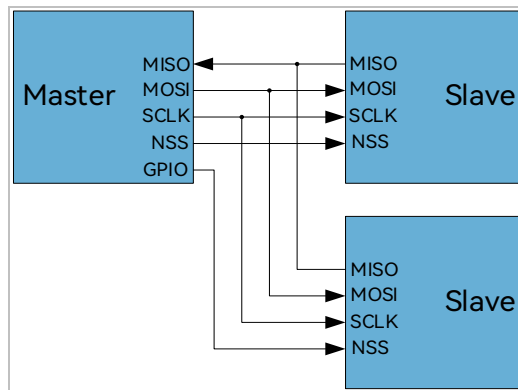 Master
MISO
MOSI
SCLK
NSS
GPIO
MISO
MOSI
SCLK
NSS
Slave
MISO
MOSI
SCLK
NSS
Slave